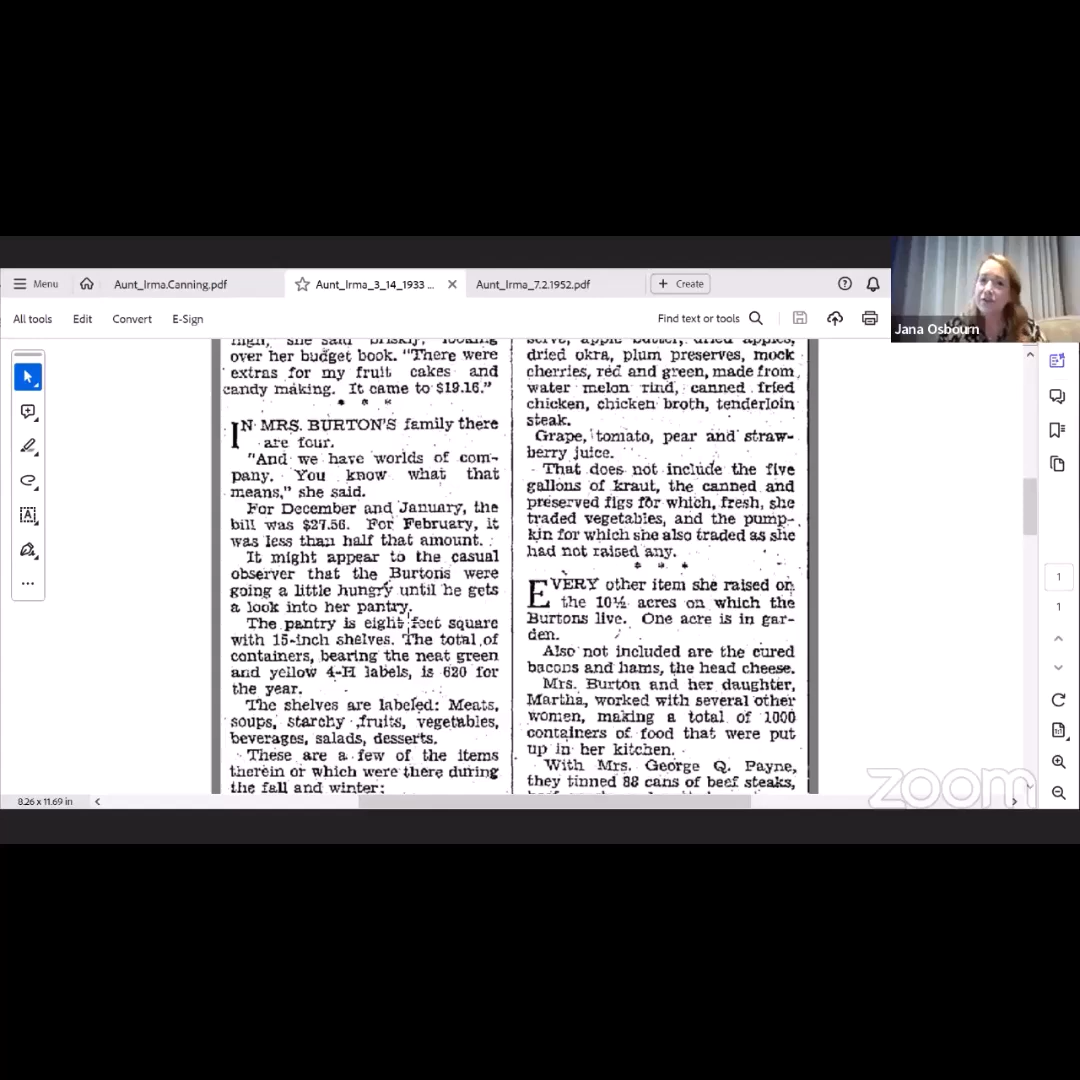 Menu
Aunt_Irma.Canning.pdf
Aunt_Irma_3_14_1933 ...
Aunt_Irma_7.2.1952.pdf
Create
All tools
Edit
Convert
E-Sign
Find text or tools
Jana Osbourn
high, she said briskly, looking
over her budget book. "There were
extras for my fruit cakes and
candy making. It came to $19.16."
* * *
IN MRS. BURTON'S family there
are four.
"And we have worlds of com-
pany. You know what that
means," she said.
For December and January, the
bill was $27.56. For February, it
was less than half that amount.
It might appear to the casual
observer that the Burtons were
going a little hungry until he gets
a look into her pantry.
The pantry is eight feet square
with 15-inch shelves. The total of
containers, bearing the neat green
and yellow 4-H labels, is 620 for
the year.
The shelves are labeled: Meats,
soups, starchy fruits, vegetables,
beverages, salads, desserts.
These are a few of the items
therein or which were there during
the fall and winter:
serve, apple butter, dried apples,
dried okra, plum preserves, mock
cherries, red and green, made from
water melon rind, canned fried
chicken, chicken broth, tenderloin
steak.
Grape, tomato, pear and straw-
berry juice.
That does not include the five
gallons of kraut, the canned and
preserved figs for which, fresh, she
traded vegetables, and the pump-
kin for which she also traded as she
had not raised any.
* * *
EVERY other item she raised on
the 10½ acres on which the
Burtons live. One acre is in gar-
den.
Also not included are the cured
bacons and hams, the head cheese.
Mrs. Burton and her daughter,
Martha, worked with several other
women, making a total of 1000
containers of food that were put
up in her kitchen.
With Mrs. George Q. Payne,
they tinned 88 cans of beef steaks,
1
1
8.26 x 11.69 in
zoom